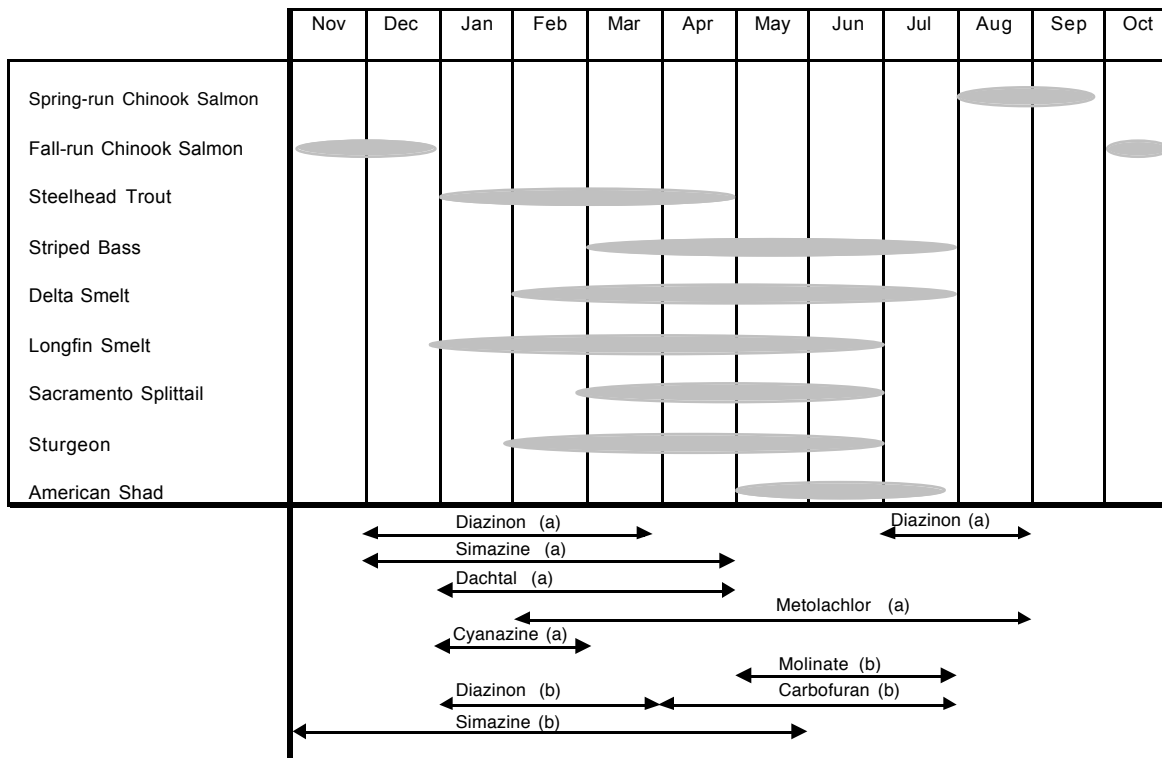 Nov Dec Jan Feb Mar Apr May Jun Jul Aug Sep Oct
Spring-run Chinook Salmon
Fall-run Chinook Salmon
Steelhead Trout
Striped Bass
Delta Smelt
Longfin Smelt
Sacramento Splittail
Sturgeon
American Shad
Diazinon (a) Diazinon (a)
Simazine (a)
Dachtal (a)
Metolachlor (a)
Cyanazine (a)
Molinate (b)
Diazinon (b) Carbofuran (b)
Simazine (b)